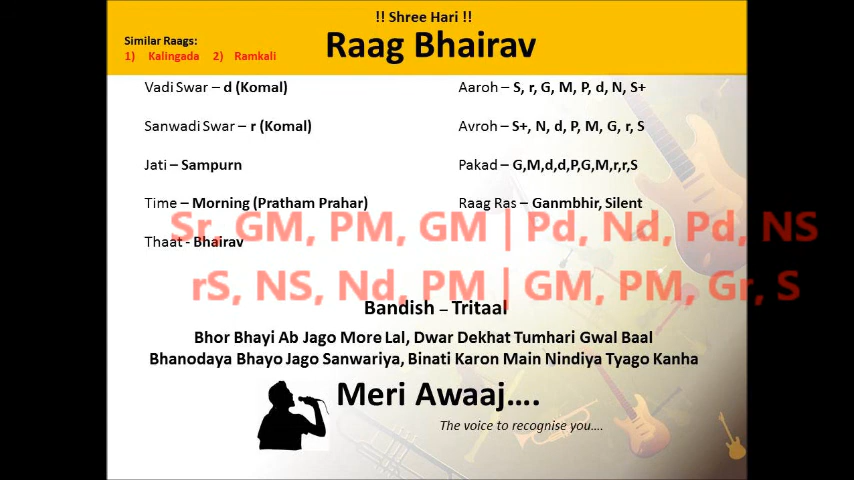 !! Shree Hari !!
Raag Bhairav
Similar Raags:
1) Kalingada 2) Ramkali
Vadi Swar – d (Komal)
Sanwadi Swar – r (Komal)
Jati – Sampurn
Time – Morning (Pratham Prahar)
Thaat - Bhairav
Aaroh – S, r, G, M, P, d, N, S+
Avroh – S+, N, d, P, M, G, r, S
Pakad – G,M,d,d,P,G,M,r,r,S
Raag Ras – Ganmbhir, Silent
Sr, GM, PM, GM | Pd, Nd, Pd, NS
rS, NS, Nd, PM | GM, PM, Gr, S
Bandish – Tritaal
Bhor Bhayi Ab Jago More Lal, Dwar Dekhat Tumhari Gwal Baal
Bhanodaya Bhayo Jago Sanwariya, Binati Karon Main Nindiya Tyago Kanha
Meri Awaaj....
The voice to recognise you....